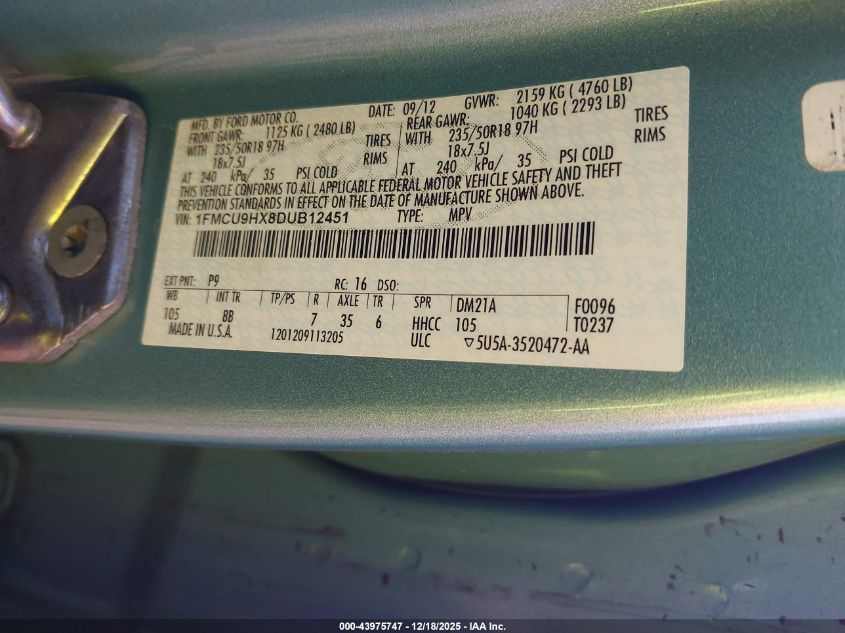 MFD. BY FORD MOTOR CO. DATE: 09/12 GVWR: 2159 KG ( 4760 LB)
FRONT GAWR: 1125 KG ( 2480 LB) REAR GAWR: 1040 KG ( 2293 LB)
WITH 235/50R18 97H TIRES WITH 235/50R18 97H TIRES
18x7.5J RIMS 18x7.5J RIMS
AT 240 kPa/ 35 PSI COLD AT 240 kPa/ 35 PSI COLD
THIS VEHICLE CONFORMS TO ALL APPLICABLE FEDERAL MOTOR VEHICLE SAFETY AND THEFT
PREVENTION STANDARDS IN EFFECT ON THE DATE OF MANUFACTURE SHOWN ABOVE.
VIN: 1FMCU9HX8DUB12451 TYPE: MPV
EXT PNT: P9 RC: 16 DSO:
WB INT TR TP/PS R AXLE TR SPR DM21A F0096
105 8B 7 35 6 HHCC 105 T0237
MADE IN U.S.A. 1201209113205 ULC ▽5U5A-3520472-AA
000-43975747 - 12/18/2025 - IAA Inc.